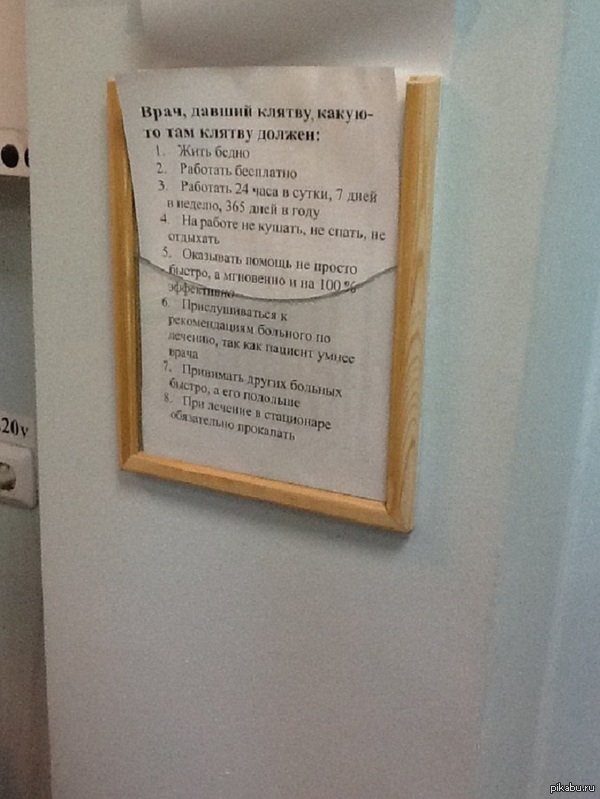 Врач, давший клятву, какую-
то там клятву должен:
1. Жить бедно
2. Работать бесплатно
3. Работать 24 часа в сутки, 7 дней
в неделю, 365 дней в году
4. На работе не кушать, не спать, не
отдыхать
5. Оказывать помощь не просто
быстро, а мгновенно и на 100 %
эффективно
6. Прислушиваться к
рекомендациям больного по
лечению, так как пациент умнее
врача
7. Принимать других больных
быстро, а его подольше
8. При лечение в стационаре
обязательно прокапать
20v
pikabu.ru